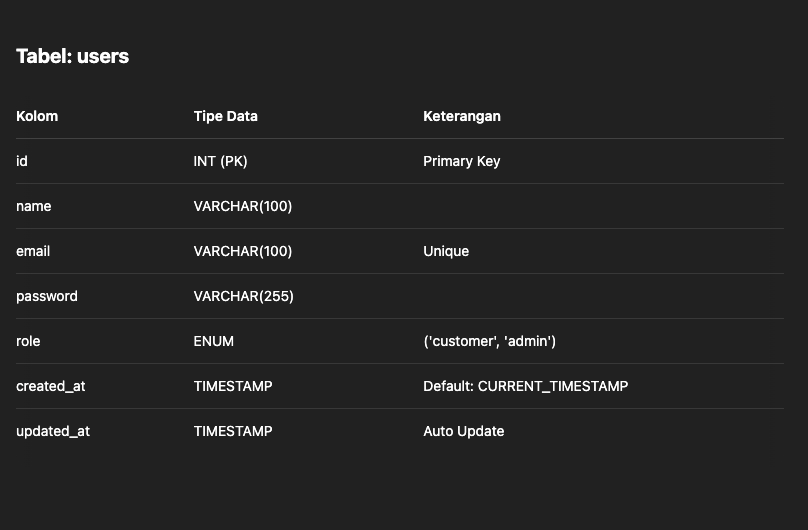 Tabel: users
Kolom Tipe Data Keterangan
id INT (PK) Primary Key
name VARCHAR(100)
email VARCHAR(100) Unique
password VARCHAR(255)
role ENUM ('customer', 'admin')
created_at TIMESTAMP Default: CURRENT_TIMESTAMP
updated_at TIMESTAMP Auto Update